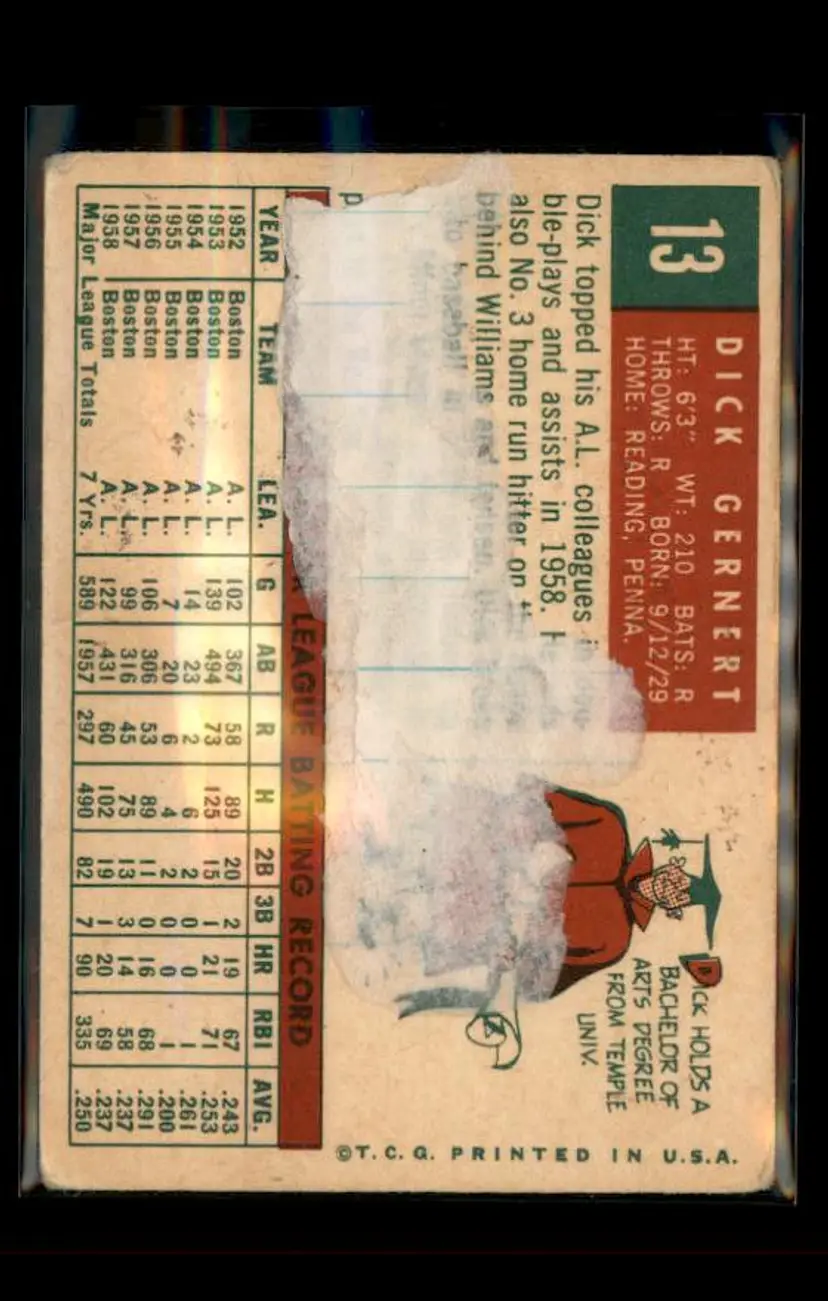 13
DICK GERNERT
HT: 6'3" WT: 210 BATS: R
THROWS: R BORN: 9/12/29
HOME: READING, PENNA.
Dick topped his A.L. colleagues in
ble-plays and assists in 1958.
also No. 3 home run hitter on
behind Williams and
to baseball
DICK HOLDS A
BACHELOR OF
ARTS DEGREE
FROM TEMPLE
UNIV.
LEAGUE BATTING RECORD
YEAR TEAM LEA. G AB R H 2B 3B HR RBI AVG.
1952 Boston A. L. 102 367 58 89 20 2 19 67 .243
1953 Boston A. L. 139 494 73 125 15 1 21 71 .253
1954 Boston A. L. 14 23 2 6 2 0 0 1 .261
1955 Boston A. L. 7 20 6 4 2 0 0 1 .200
1956 Boston A. L. 106 306 53 89 11 0 16 68 .291
1957 Boston A. L. 99 316 45 75 13 3 14 58 .237
1958 Boston A. L. 122 431 60 102 19 1 20 69 .237
Major League Totals 7 Yrs. 589 1957 297 490 82 7 90 335 .250
©T. C. G. PRINTED IN U.S.A.